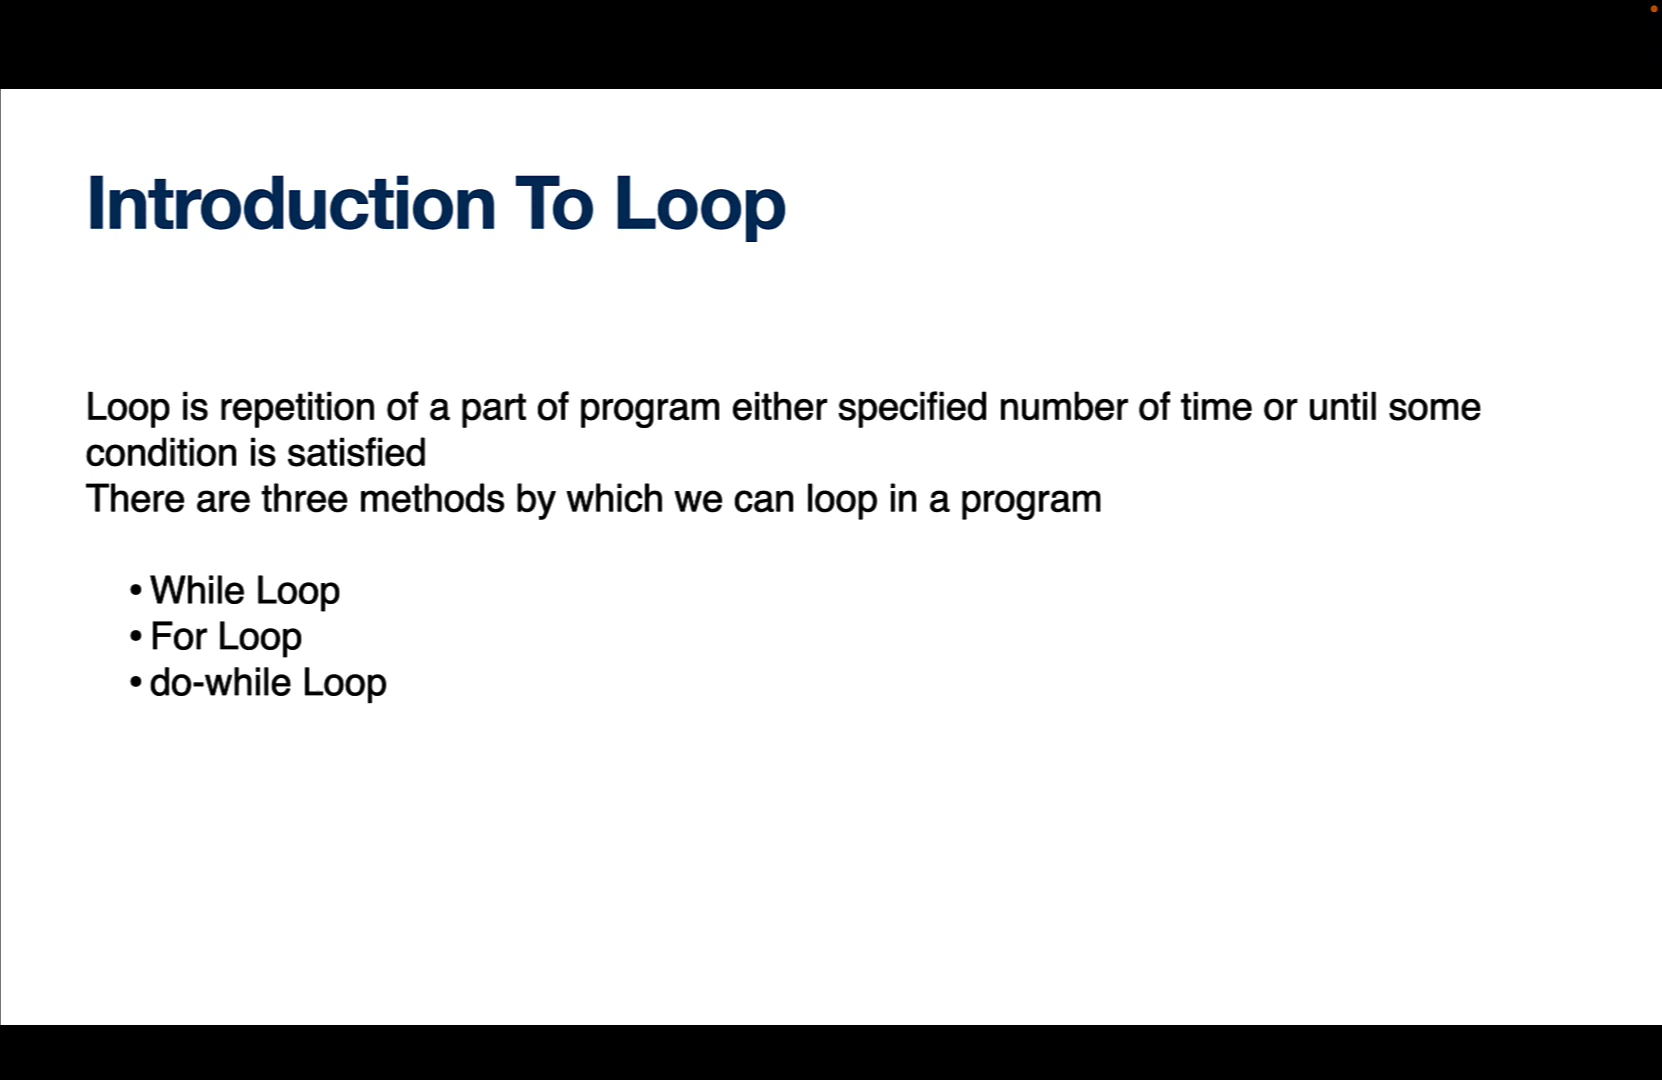 Introduction To Loop
Loop is repetition of a part of program either specified number of time or until some
condition is satisfied
There are three methods by which we can loop in a program
• While Loop
• For Loop
• do-while Loop